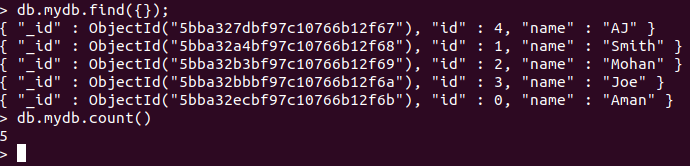 > db.mydb.find({});
{ "_id" : ObjectId("5bba327dbf97c10766b12f67"), "id" : 4, "name" : "AJ" }
{ "_id" : ObjectId("5bba32a4bf97c10766b12f68"), "id" : 1, "name" : "Smith" }
{ "_id" : ObjectId("5bba32b3bf97c10766b12f69"), "id" : 2, "name" : "Mohan" }
{ "_id" : ObjectId("5bba32bbbf97c10766b12f6a"), "id" : 3, "name" : "Joe" }
{ "_id" : ObjectId("5bba32ecbf97c10766b12f6b"), "id" : 0, "name" : "Aman" }
> db.mydb.count()
5
>